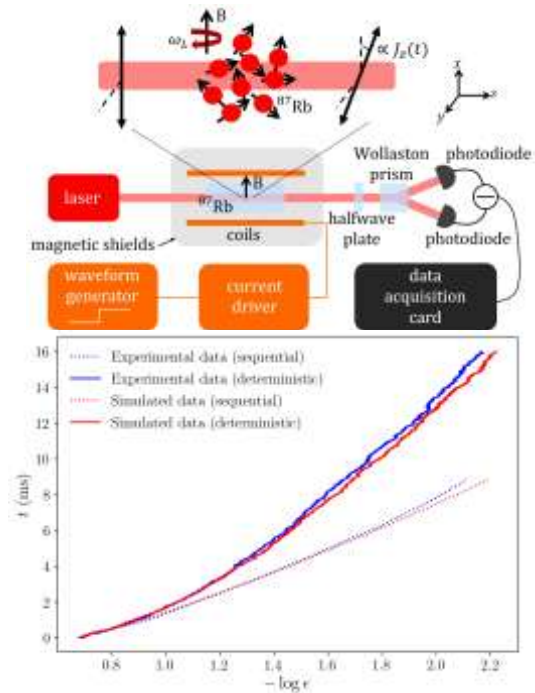 B
ω_L
∝ J_z(t)
⁸⁷Rb
x
y
z
Wollaston
prism
photodiode
laser
B
⁸⁷Rb
coils
magnetic shields
halfwave
plate
photodiode
waveform
generator
current
driver
data
acquisition
card
Experimental data (sequential)
Experimental data (deterministic)
Simulated data (sequential)
Simulated data (deterministic)
16
14
12
10
8
6
4
2
0
t (ms)
0.8 1.0 1.2 1.4 1.6 1.8 2.0 2.2
− log ϵ